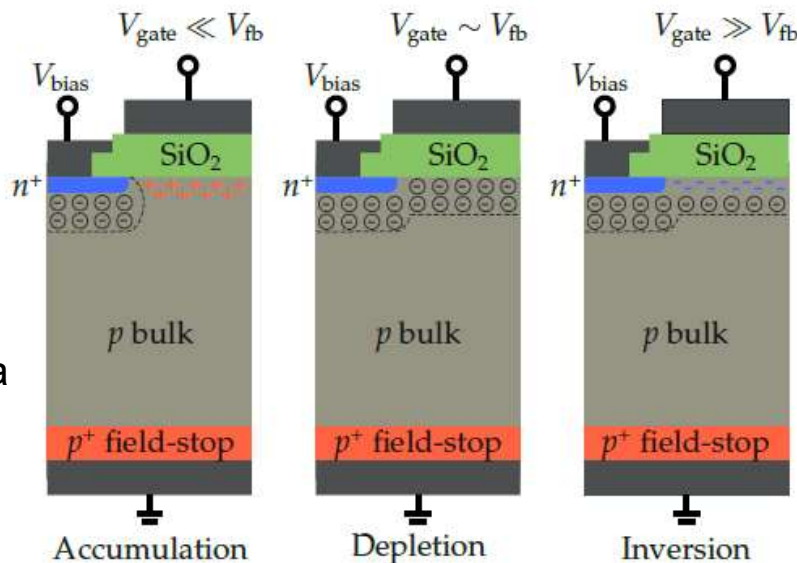 V_gate ≪ V_fb
V_bias
SiO₂
n⁺
p bulk
p⁺ field-stop
Accumulation
V_gate ∼ V_fb
V_bias
SiO₂
p bulk
p⁺ field-stop
Depletion
V_gate ≫ V_fb
V_bias
SiO₂
n⁺
p bulk
p⁺ field-stop
Inversion
a